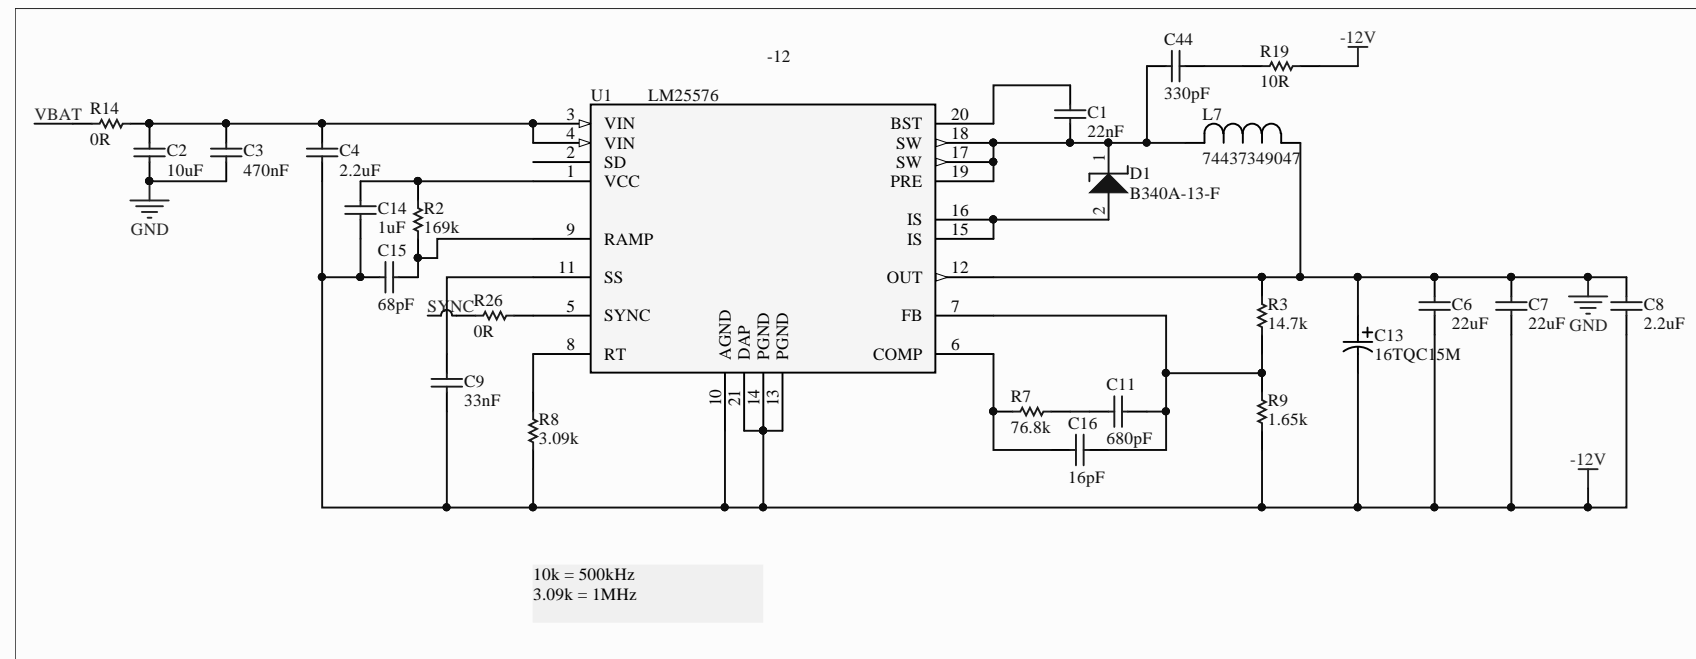 -12
U1 LM25576
VBAT
R14
0R
C2
10uF
C3
470nF
C4
2.2uF
GND
C14
1uF
R2
169k
C15
68pF
SYNC
R26
0R
C9
33nF
R8
3.09k
3 VIN
4 VIN
2 SD
1 VCC
9 RAMP
11 SS
5 SYNC
8 RT
AGND 10
DAP 21
PGND 14
PGND 13
BST 20
SW 18
SW 17
PRE 19
IS 16
IS 15
OUT 12
FB 7
COMP 6
C1
22nF
C44
330pF
R19
10R
-12V
L7
74437349047
1
D1
B340A-13-F
2
R3
14.7k
R9
1.65k
R7
76.8k
C11
680pF
C16
16pF
C13
+
16TQC15M
C6
22uF
C7
22uF
GND
C8
2.2uF
-12V
10k = 500kHz
3.09k = 1MHz